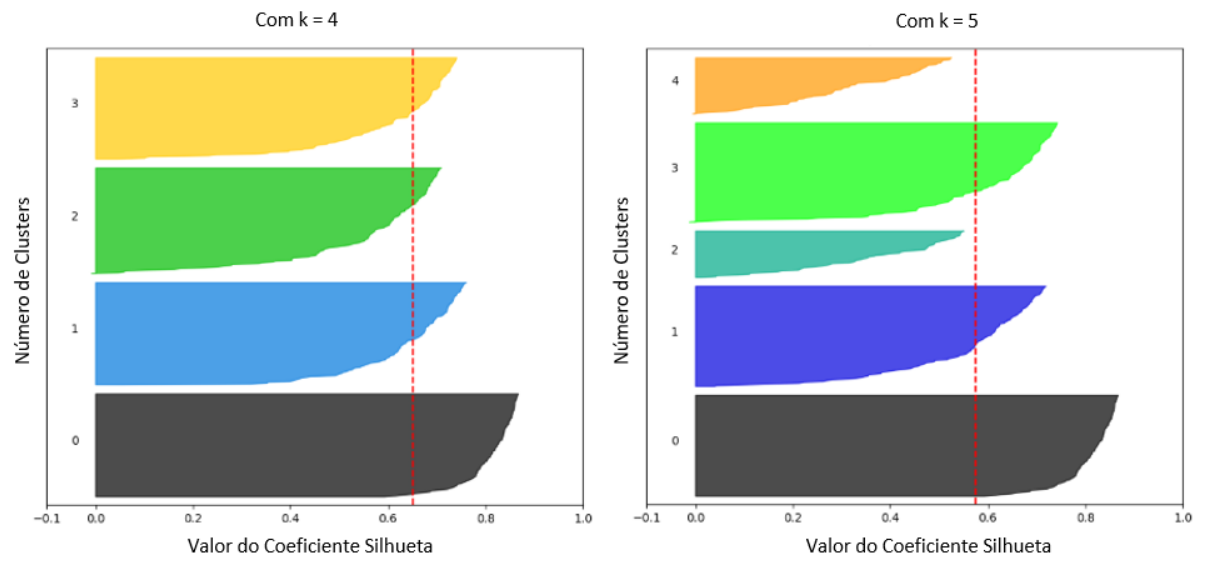 Com k = 4
3
2
1
0
Número de Clusters
−0.1 0.0 0.2 0.4 0.6 0.8 1.0
Valor do Coeficiente Silhueta
Com k = 5
4
3
2
1
0
Número de Clusters
−0.1 0.0 0.2 0.4 0.6 0.8 1.0
Valor do Coeficiente Silhueta